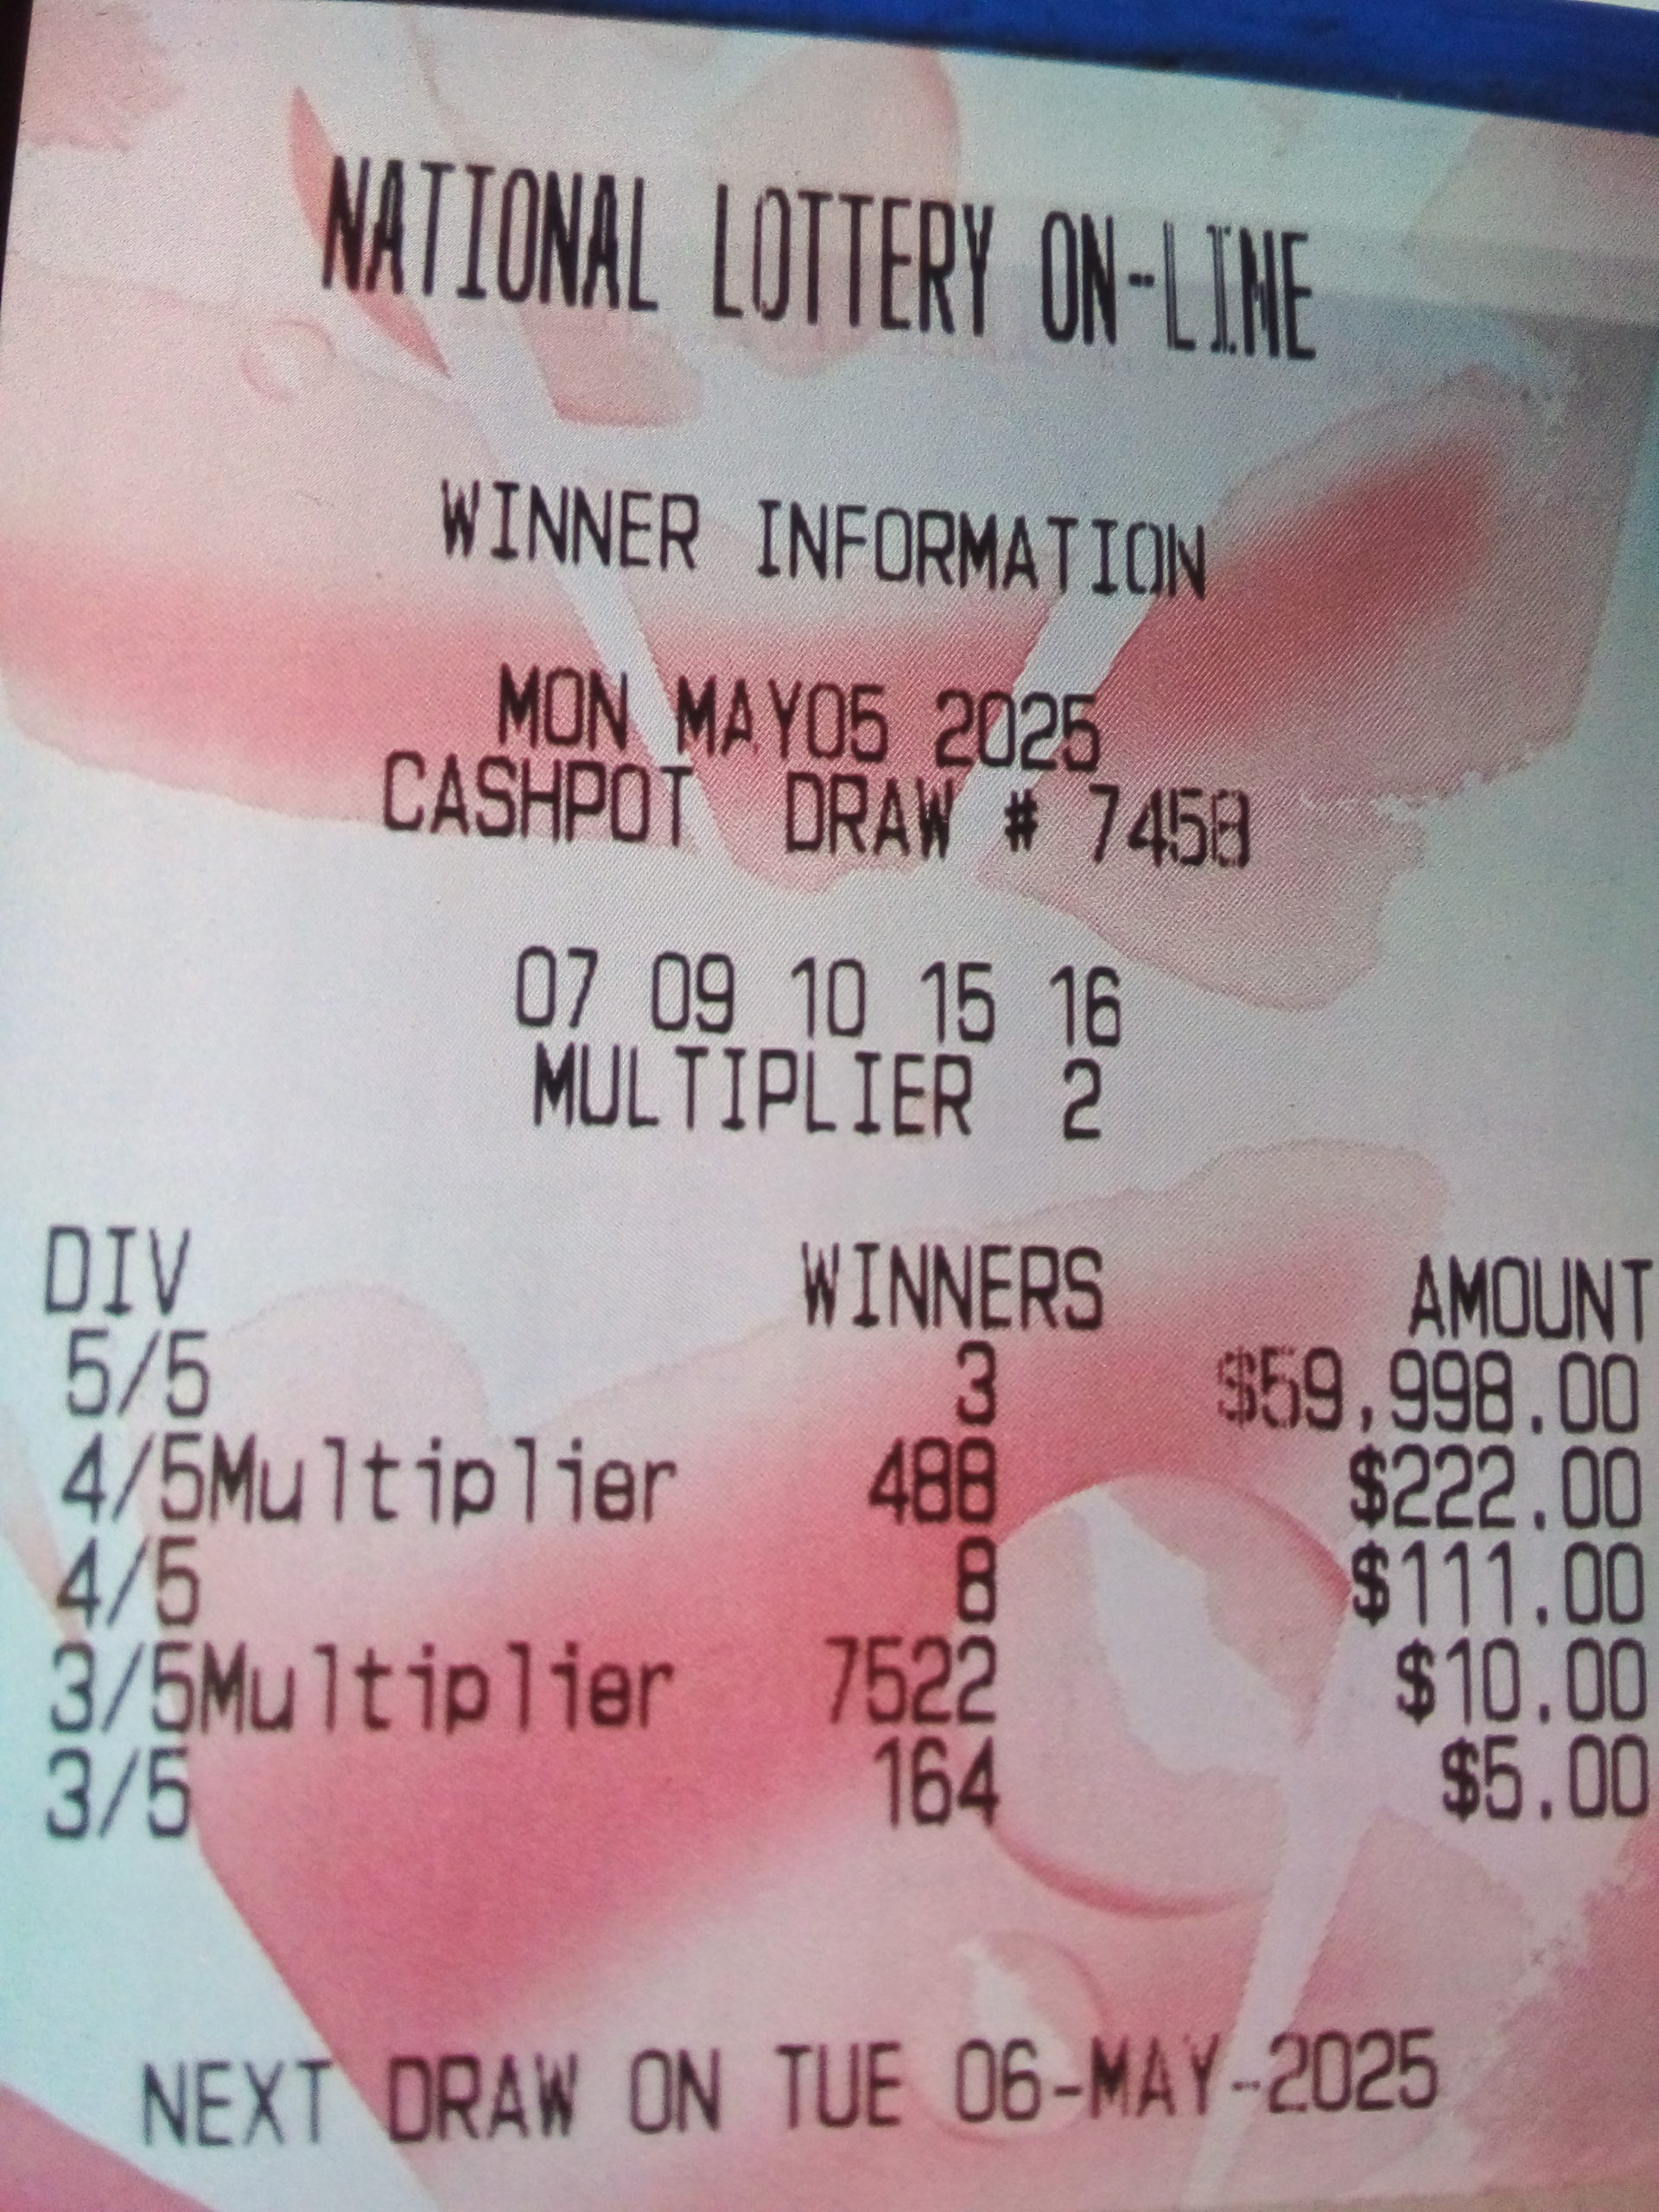 NATIONAL LOTTERY ON-LINE
WINNER INFORMATION
MON MAY05 2025
CASHPOT DRAW # 7458
07 09 10 15 16
MULTIPLIER 2
DIV WINNERS AMOUNT
5/5 3 $59,998.00
4/5Multiplier 488 $222.00
4/5 8 $111.00
3/5Multiplier 7522 $10.00
3/5 164 $5.00
NEXT DRAW ON TUE 06-MAY-2025